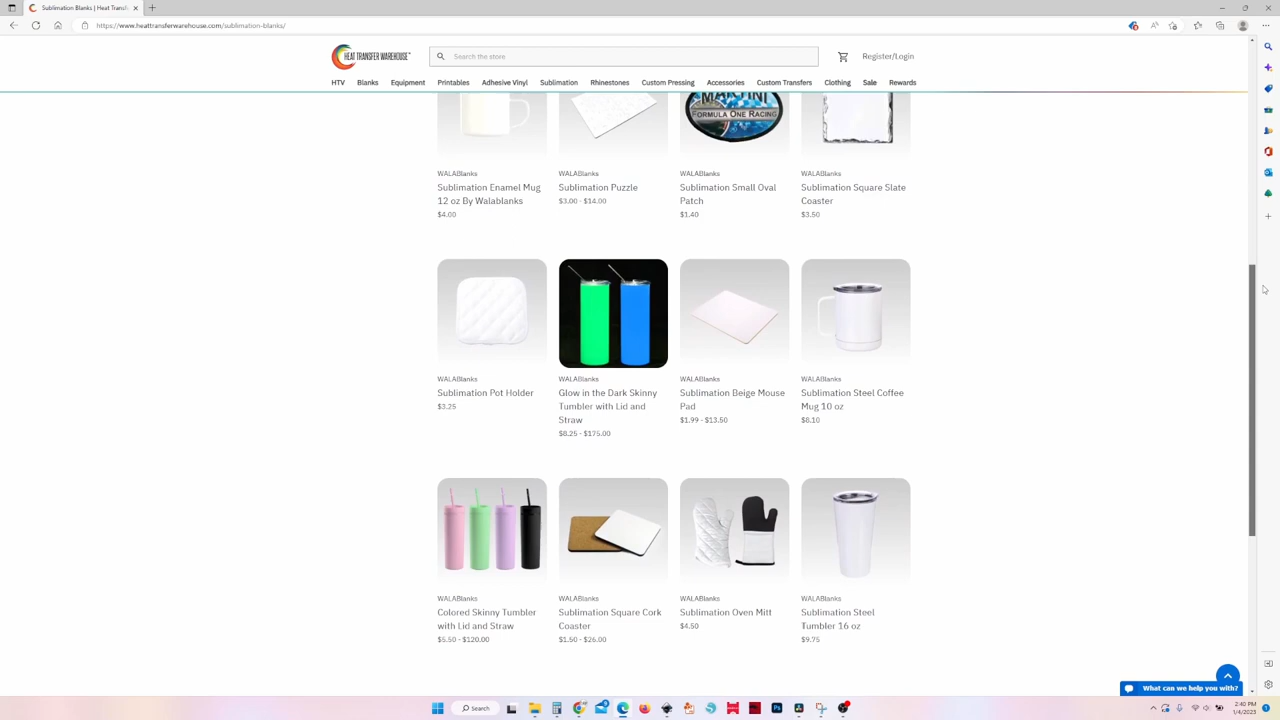 Sublimation Blanks | Heat Transf
https://www.heattransferwarehouse.com/sublimation-blanks/
HEAT TRANSFER WAREHOUSE
Search the store
Register/Login
HTV Blanks Equipment Printables Adhesive Vinyl Sublimation Rhinestones Custom Pressing Accessories Custom Transfers Clothing Sale Rewards
MARTINI
FORMULA ONE RACING
WALABlanks
Sublimation Enamel Mug
12 oz By Walablanks
$4.00
WALABlanks
Sublimation Puzzle
$3.00 - $14.00
WALABlanks
Sublimation Small Oval
Patch
$1.40
WALABlanks
Sublimation Square Slate
Coaster
$3.50
WALABlanks
Sublimation Pot Holder
$3.25
WALABlanks
Glow in the Dark Skinny
Tumbler with Lid and
Straw
$8.25 - $175.00
WALABlanks
Sublimation Beige Mouse
Pad
$1.99 - $13.50
WALABlanks
Sublimation Steel Coffee
Mug 10 oz
$8.10
WALABlanks
Colored Skinny Tumbler
with Lid and Straw
$5.50 - $120.00
WALABlanks
Sublimation Square Cork
Coaster
$1.50 - $26.00
WALABlanks
Sublimation Oven Mitt
$4.50
WALABlanks
Sublimation Steel
Tumbler 16 oz
$9.75
What can we help you with?
Search
2:40 PM
1/4/2023